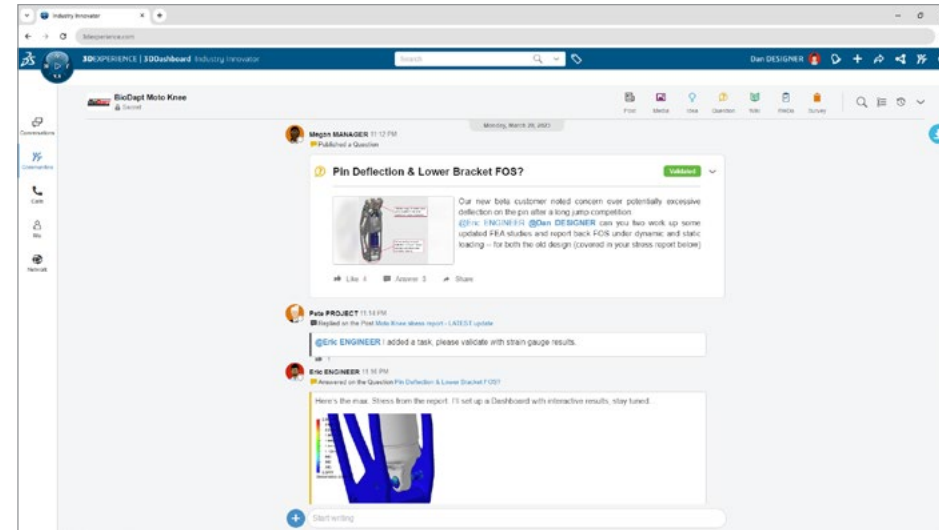 Industry Innovator
3dexperience.com
3DEXPERIENCE | 3DDashboard Industry Innovator
Search
Dan DESIGNER
BioDapt Moto Knee
Secret
Post
Media
Idea
Question
Wiki
Media
Survey
Conversations
Communities
Calls
Me
Network
Monday, March 20, 2023
Megan MANAGER 11:12 PM
Published a Question
Pin Deflection & Lower Bracket FOS?
Validated
Our new beta customer noted concern over potentially excessive
deflection on the pin after a long jump competition.
@Eric ENGINEER @Dan DESIGNER can you two work up some
updated FEA studies and report back FOS under dynamic and static
loading -- for both the old design (covered in your stress report below)
Like 4
Answer 3
Share
Pete PROJECT 11:14 PM
Replied on the Post Moto Knee stress report - LATEST update
@Eric ENGINEER I added a task, please validate with strain gauge results.
1
Eric ENGINEER 11:16 PM
Answered on the Question Pin Deflection & Lower Bracket FOS?
Here's the max. Stress from the report. I'll set up a Dashboard with interactive results, stay tuned...
Start writing